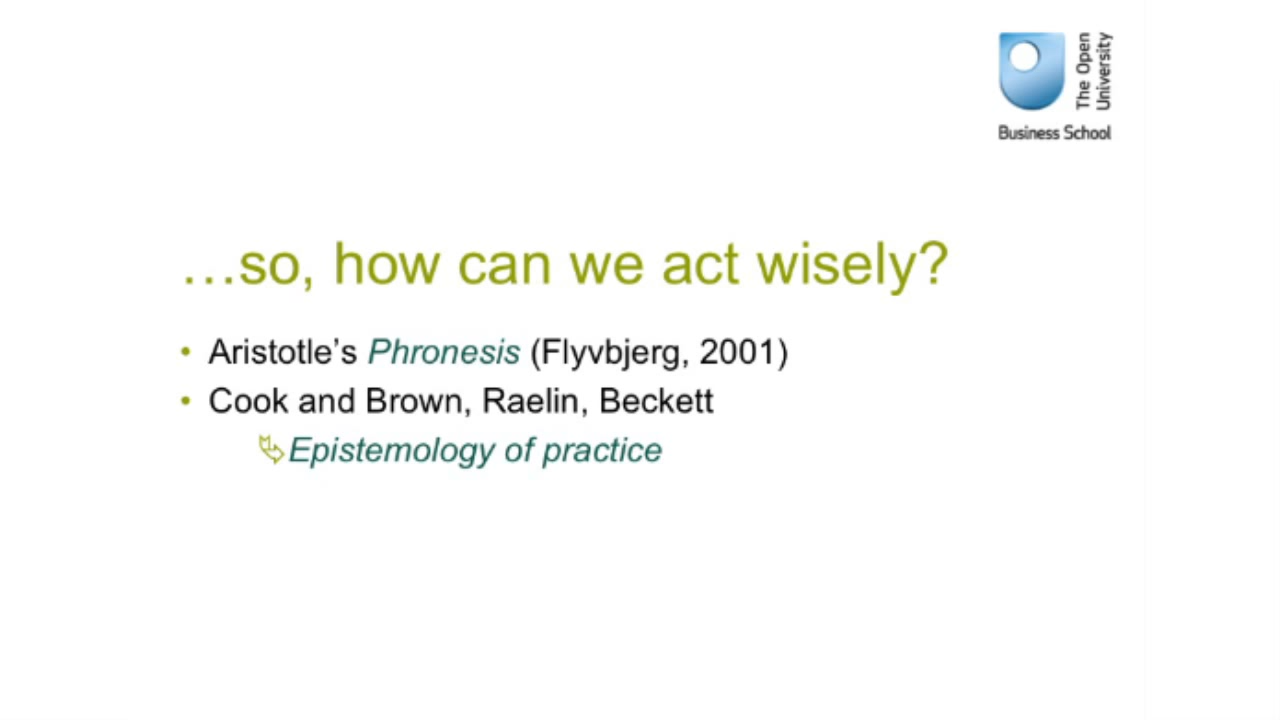 The Open
University
Business School
…so, how can we act wisely?
• Aristotle’s Phronesis (Flyvbjerg, 2001)
• Cook and Brown, Raelin, Beckett
Epistemology of practice